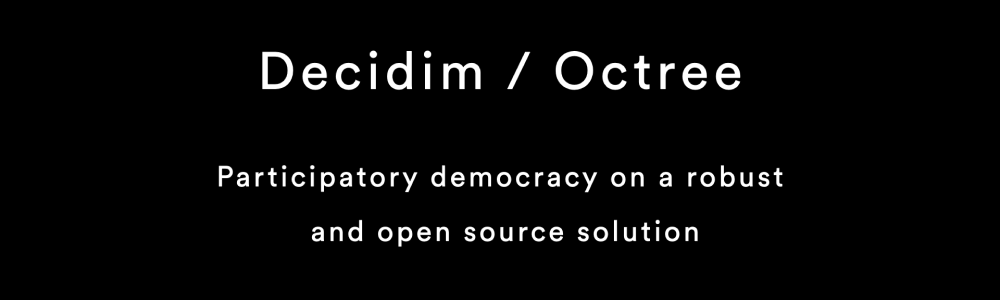 Decidim / Octree
Participatory democracy on a robust
and open source solution